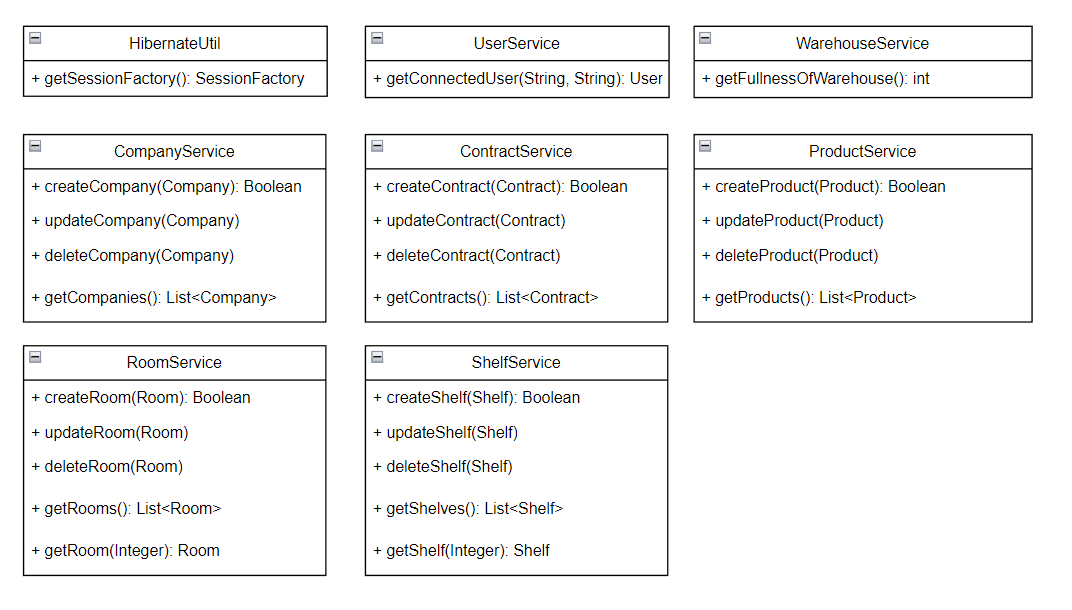 HibernateUtil
+ getSessionFactory(): SessionFactory
UserService
+ getConnectedUser(String, String): User
WarehouseService
+ getFullnessOfWarehouse(): int
CompanyService
+ createCompany(Company): Boolean
+ updateCompany(Company)
+ deleteCompany(Company)
+ getCompanies(): List<Company>
ContractService
+ createContract(Contract): Boolean
+ updateContract(Contract)
+ deleteContract(Contract)
+ getContracts(): List<Contract>
ProductService
+ createProduct(Product): Boolean
+ updateProduct(Product)
+ deleteProduct(Product)
+ getProducts(): List<Product>
RoomService
+ createRoom(Room): Boolean
+ updateRoom(Room)
+ deleteRoom(Room)
+ getRooms(): List<Room>
+ getRoom(Integer): Room
ShelfService
+ createShelf(Shelf): Boolean
+ updateShelf(Shelf)
+ deleteShelf(Shelf)
+ getShelves(): List<Shelf>
+ getShelf(Integer): Shelf